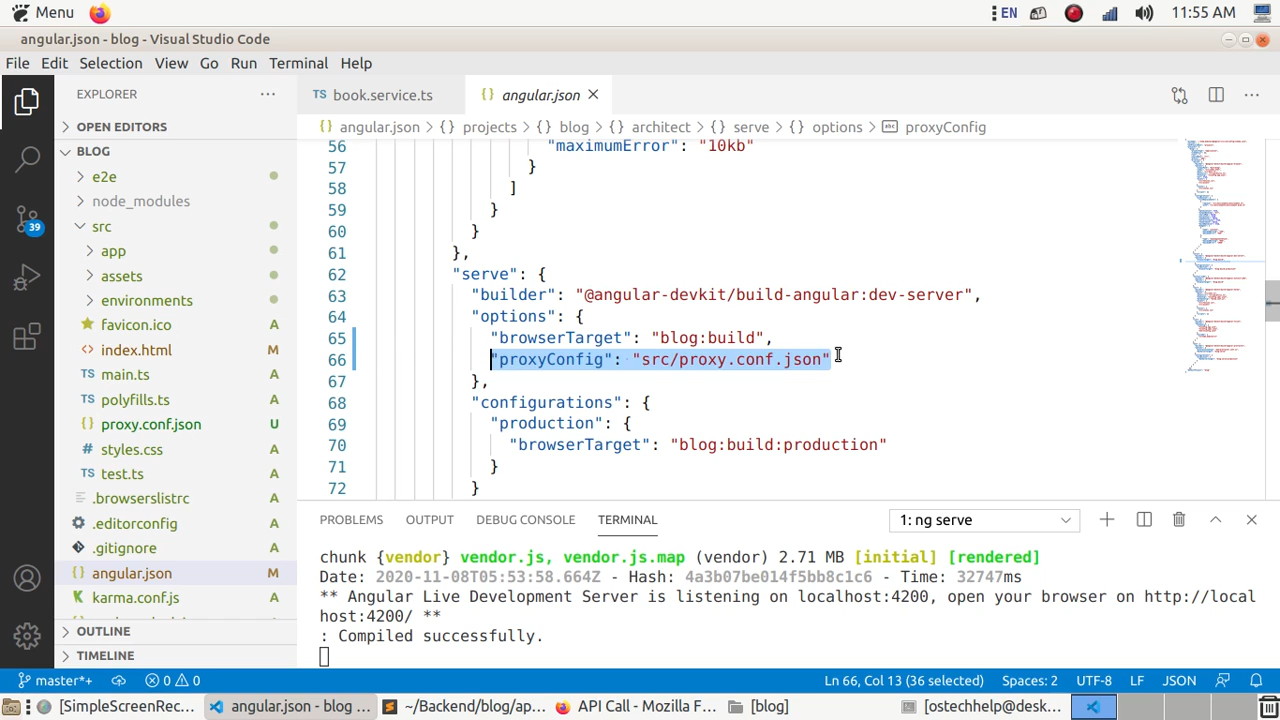 Menu
EN
11:55 AM
angular.json - blog - Visual Studio Code
File Edit Selection View Go Run Terminal Help
EXPLORER
TS book.service.ts
{} angular.json
OPEN EDITORS
{} angular.json > {} projects > {} blog > {} architect > {} serve > {} options > abc proxyConfig
BLOG
e2e
node_modules
src
app
assets
environments
favicon.ico A
index.html A
TS main.ts A
TS polyfills.ts A
{} proxy.conf.json U
styles.css A
TS test.ts A
.browserslistrc A
.editorconfig A
.gitignore A
angular.json M
karma.conf.js A
OUTLINE
TIMELINE
39
56 "maximumError": "10kb"
57 }
58 ]
59 }
60 }
61 },
62 "serve": {
63 "builder": "@angular-devkit/build-angular:dev-server",
64 "options": {
65 "browserTarget": "blog:build",
66 "proxyConfig": "src/proxy.conf.json"
67 },
68 "configurations": {
69 "production": {
70 "browserTarget": "blog:build:production"
71 }
72 }
PROBLEMS OUTPUT DEBUG CONSOLE TERMINAL
1: ng serve
chunk {vendor} vendor.js, vendor.js.map (vendor) 2.71 MB [initial] [rendered]
Date: 2020-11-08T05:53:58.664Z - Hash: 4a3b07be014f5bb8c1c6 - Time: 32747ms
** Angular Live Development Server is listening on localhost:4200, open your browser on http://local
host:4200/ **
: Compiled successfully.
master*+ 0 0 Ln 66, Col 13 (36 selected) Spaces: 2 UTF-8 LF JSON
[SimpleScreenRec... angular.json - blog ... ~/Backend/blog/ap... API Call - Mozilla F... [blog] [ostechhelp@desk...